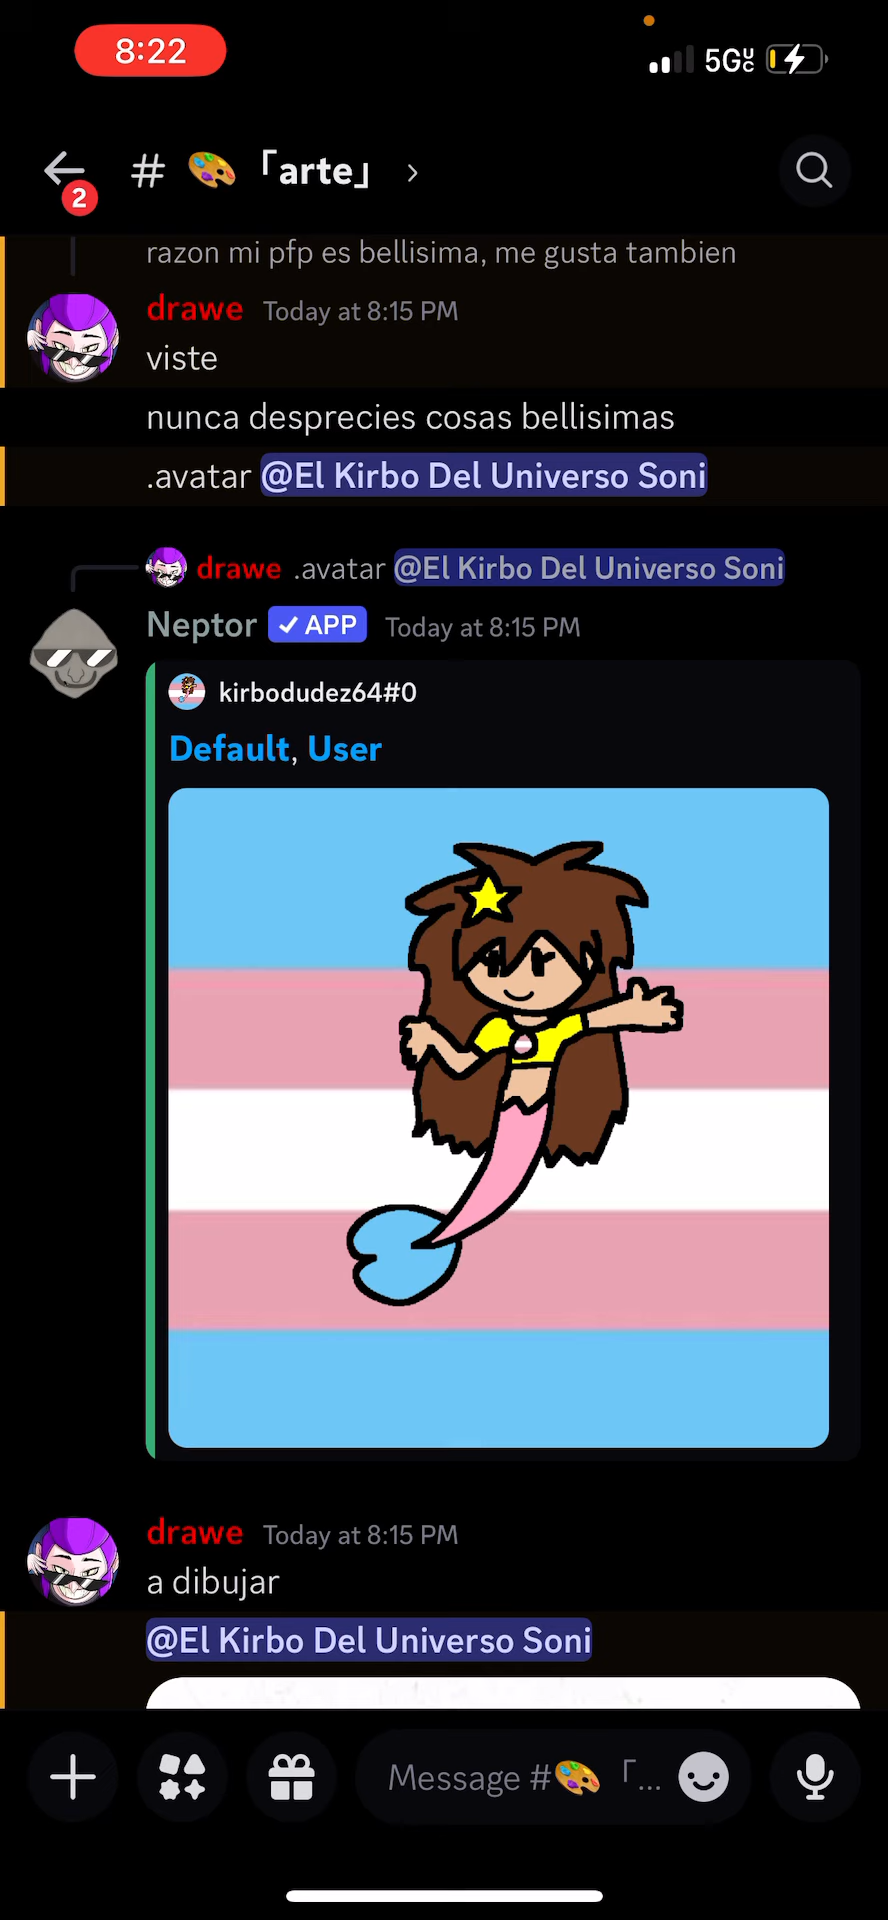 8:22
5GUC
2
# 「arte」 ›
razon mi pfp es bellisima, me gusta tambien
drawe Today at 8:15 PM
viste
nunca desprecies cosas bellisimas
.avatar @El Kirbo Del Universo Soni
drawe .avatar @El Kirbo Del Universo Soni
Neptor ✓ APP Today at 8:15 PM
kirbodudez64#0
Default, User
drawe Today at 8:15 PM
a dibujar
@El Kirbo Del Universo Soni
Message # 「...